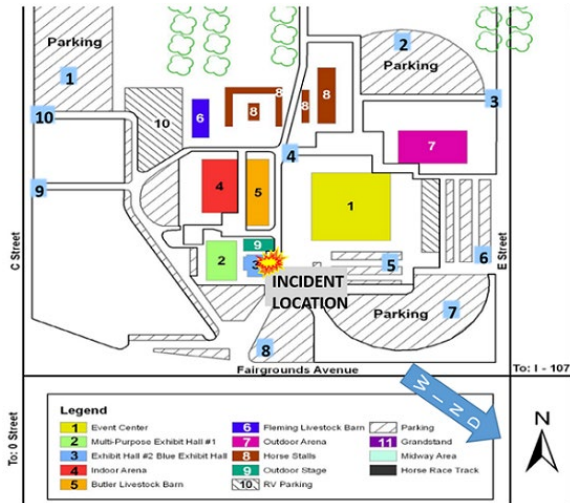 Parking
1
2
Parking
3
10
10
6
8
8
8
8
7
4
9
4
5
1
2
9
3
5
6
INCIDENT
LOCATION
Parking
7
8
C Street
E Street
Fairgrounds Avenue
To: I - 107
WIND
To: 0 Street
N
Legend
1 Event Center
2 Multi-Purpose Exhibit Hall #1
3 Exhibit Hall #2 Blue Exhibit Hall
4 Indoor Arena
5 Butler Livestock Barn
6 Fleming Livestock Barn
7 Outdoor Arena
8 Horse Stalls
9 Outdoor Stage
10 RV Parking
Parking
11 Grandstand
Midway Area
Horse Race Track